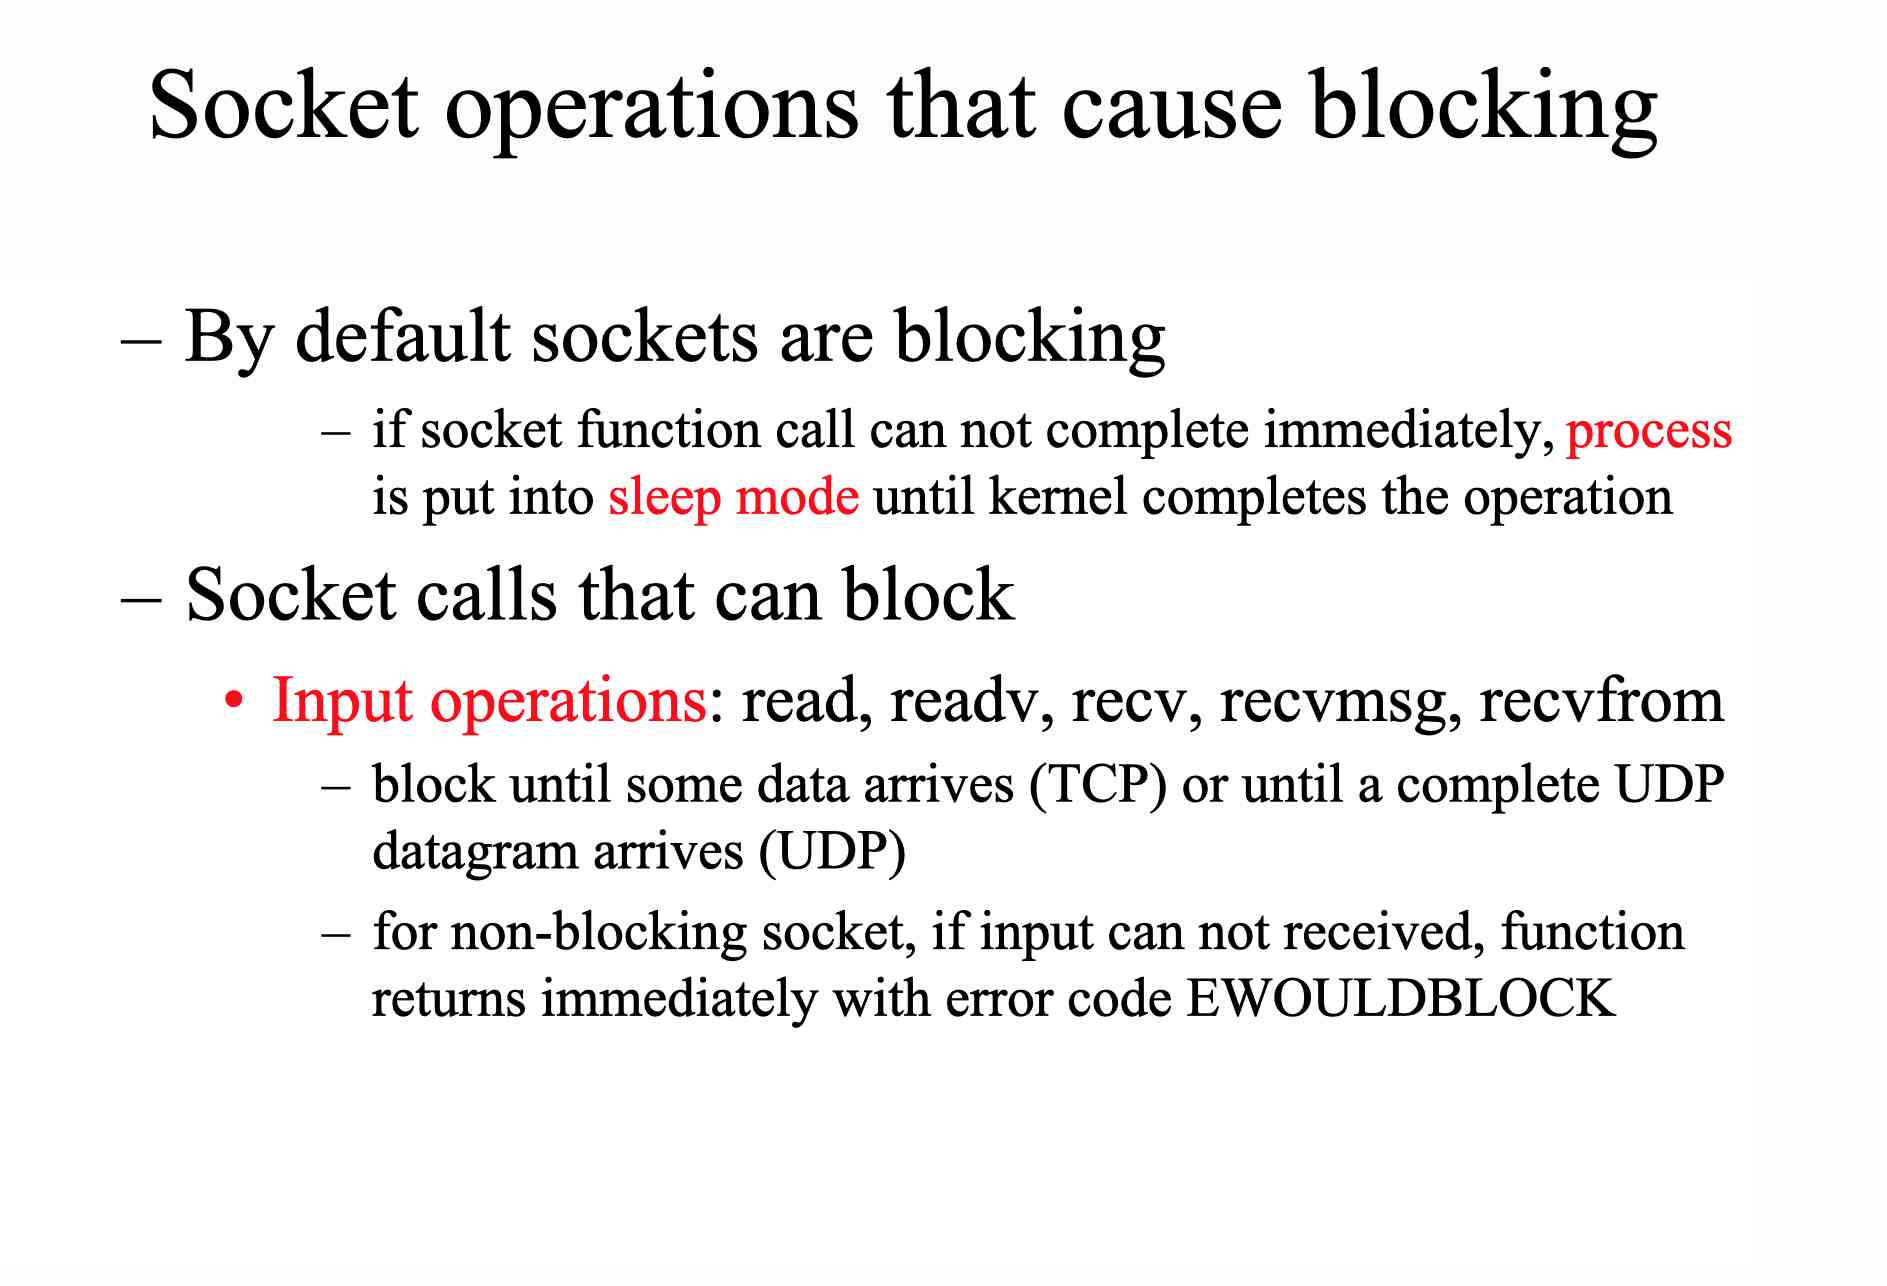 Socket operations that cause blocking
– By default sockets are blocking
– if socket function call can not complete immediately, process
is put into sleep mode until kernel completes the operation
– Socket calls that can block
• Input operations: read, readv, recv, recvmsg, recvfrom
– block until some data arrives (TCP) or until a complete UDP
datagram arrives (UDP)
– for non-blocking socket, if input can not received, function
returns immediately with error code EWOULDBLOCK